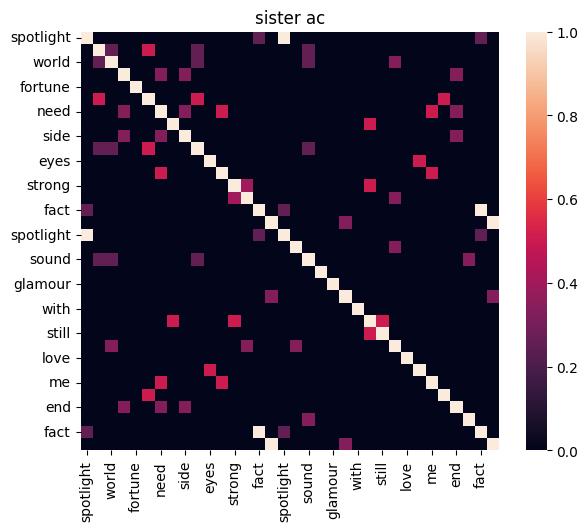 sister ac
spotlight
world
fortune
need
side
eyes
strong
fact
spotlight
sound
glamour
with
still
love
me
end
fact
spotlight
world
fortune
need
side
eyes
strong
fact
spotlight
sound
glamour
with
still
love
me
end
fact
1.0
0.8
0.6
0.4
0.2
0.0